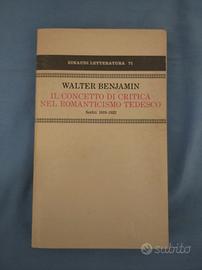 EINAUDI LETTERATURA 71
WALTER BENJAMIN
IL CONCETTO DI CRITICA
NEL ROMANTICISMO TEDESCO
Scritti 1919-1922
subito